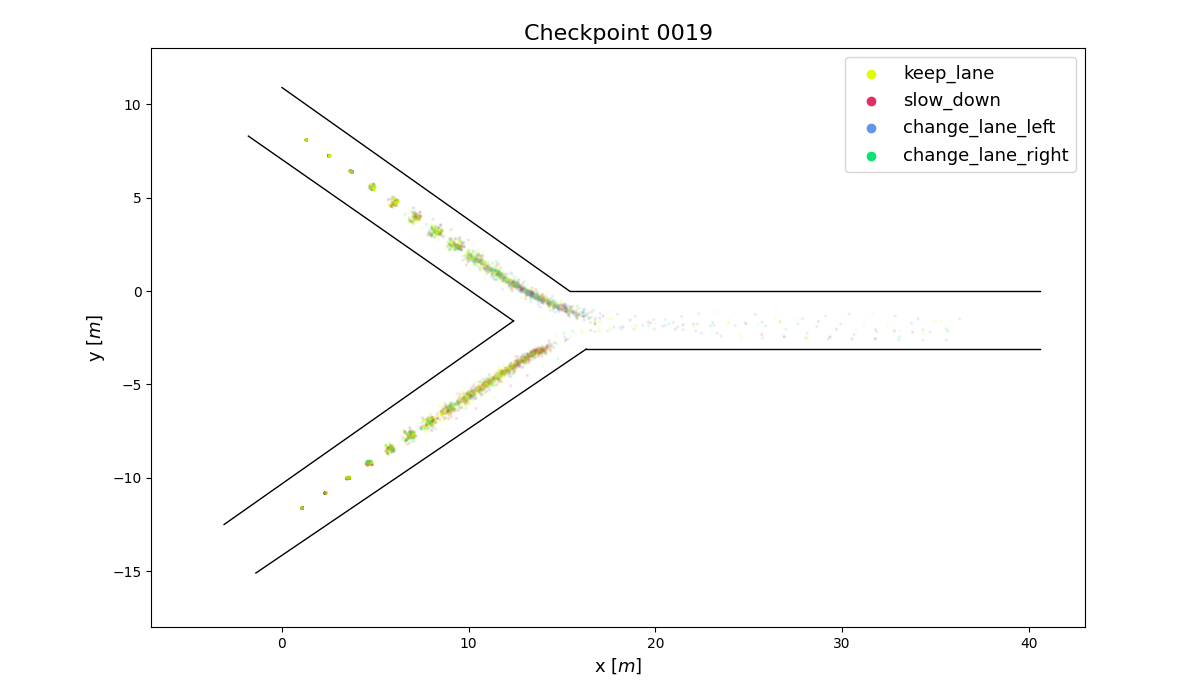 Checkpoint 0019
keep_lane
slow_down
change_lane_left
change_lane_right
10
5
0
−5
−10
−15
y [m]
0
10
20
30
40
x [m]